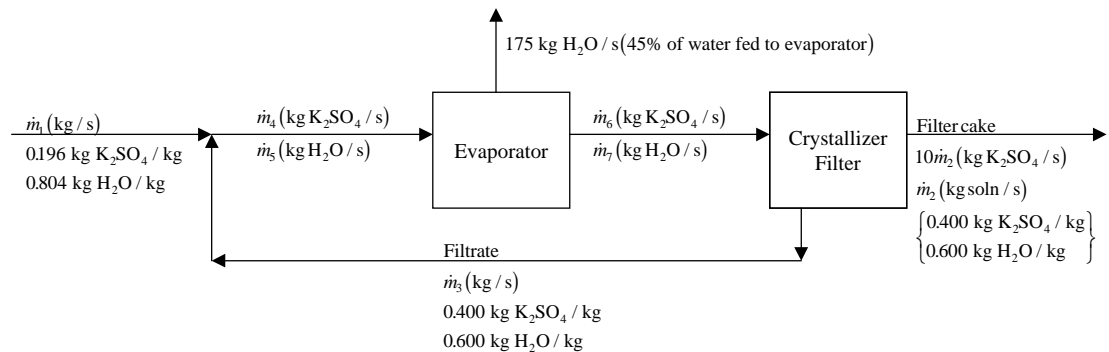 175 kg H₂O / s(45% of water fed to evaporator)
ṁ₁(kg / s)
0.196 kg K₂SO₄ / kg
0.804 kg H₂O / kg
ṁ₄(kg K₂SO₄ / s)
ṁ₅(kg H₂O / s)
Evaporator
ṁ₆(kg K₂SO₄ / s)
ṁ₇(kg H₂O / s)
Crystallizer
Filter
Filter cake
10ṁ₂(kg K₂SO₄ / s)
ṁ₂(kg soln / s)
{0.400 kg K₂SO₄ / kg
0.600 kg H₂O / kg}
Filtrate
ṁ₃(kg / s)
0.400 kg K₂SO₄ / kg
0.600 kg H₂O / kg